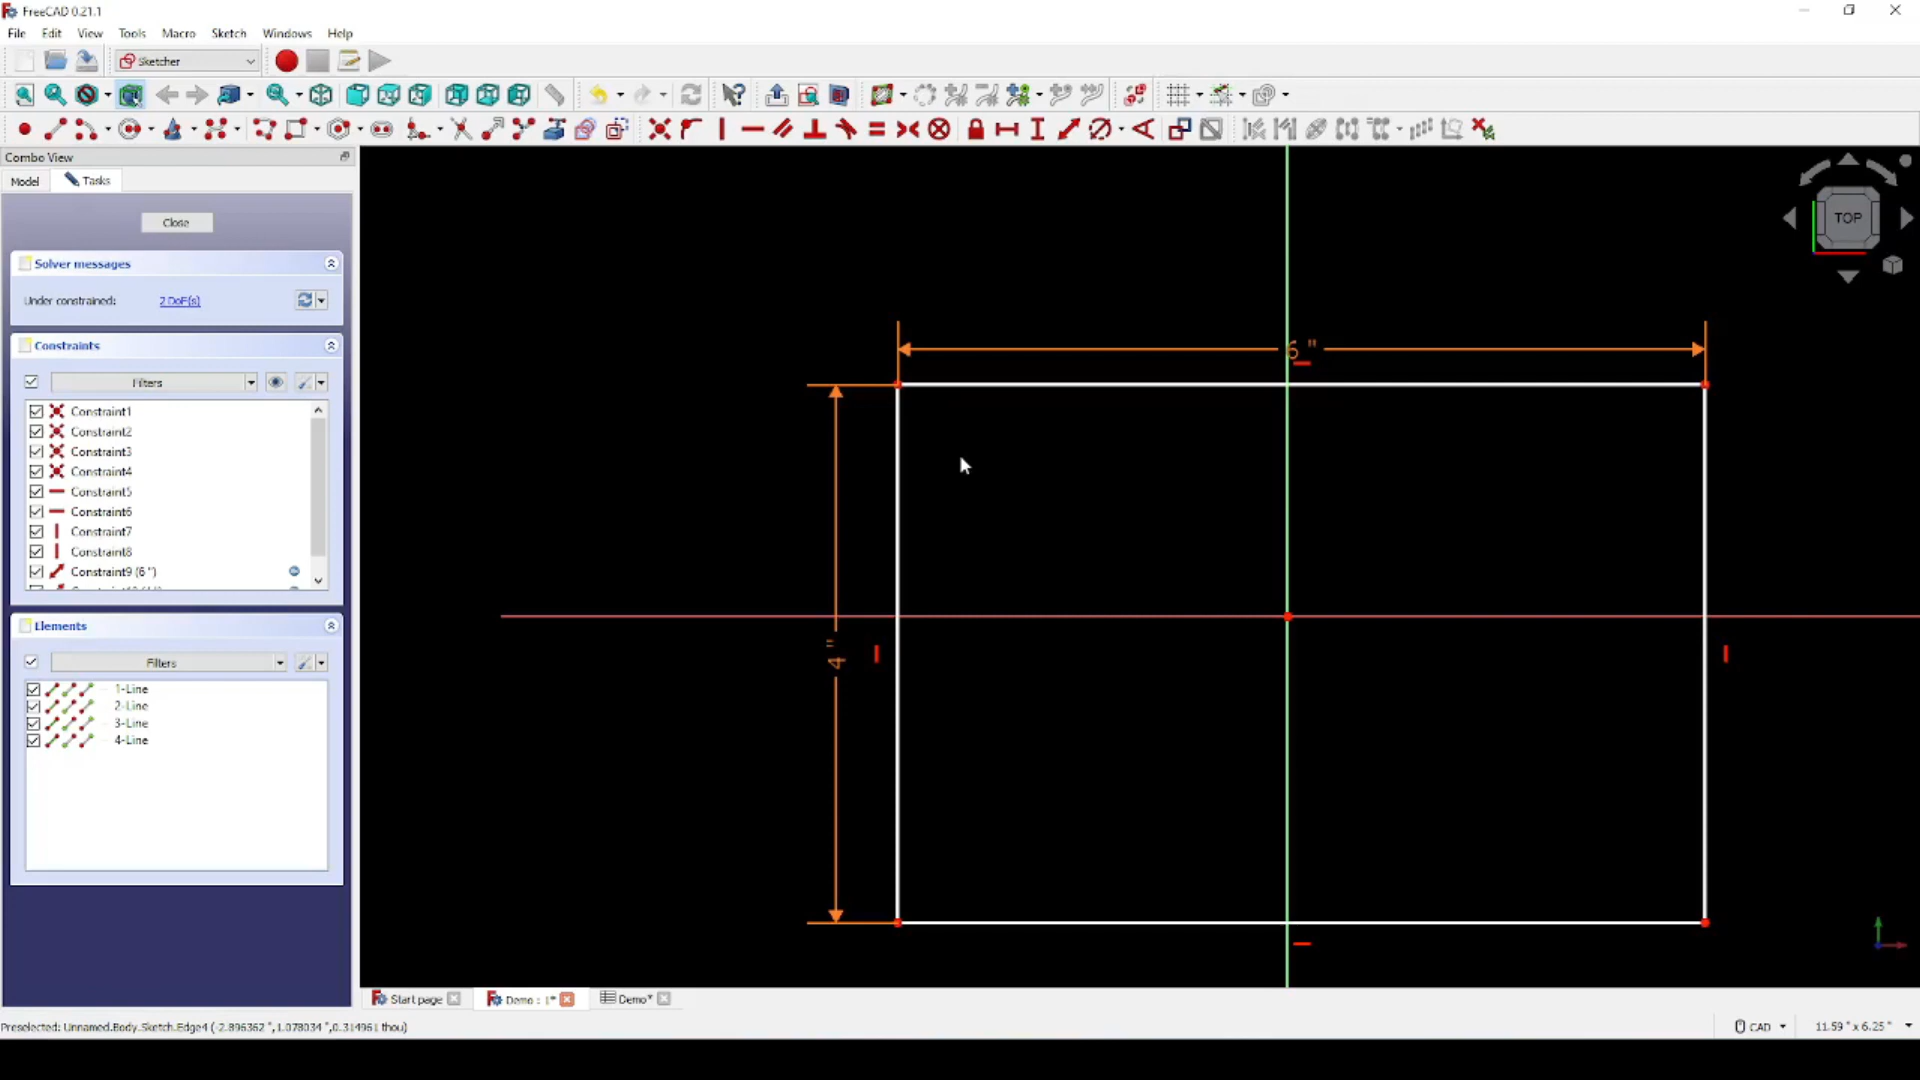 FreeCAD 0.21.1
File Edit View Tools Macro Sketch Windows Help
Sketcher
Combo View
Model Tasks
Close
Solver messages
Under constrained: 2 DoF(s)
Constraints
Filters
Constraint1
Constraint2
Constraint3
Constraint4
Constraint5
Constraint6
Constraint7
Constraint8
Constraint9 (6 ")
Elements
Filters
1-Line
2-Line
3-Line
4-Line
6 "
4 "
TOP
Start page Demo : 1* Demo*
Preselected: Unnamed.Body.Sketch.Edge4 (-2.896362 ",1.078034 ",0.314961 thou)
CAD 11.59 " x 6.25 "